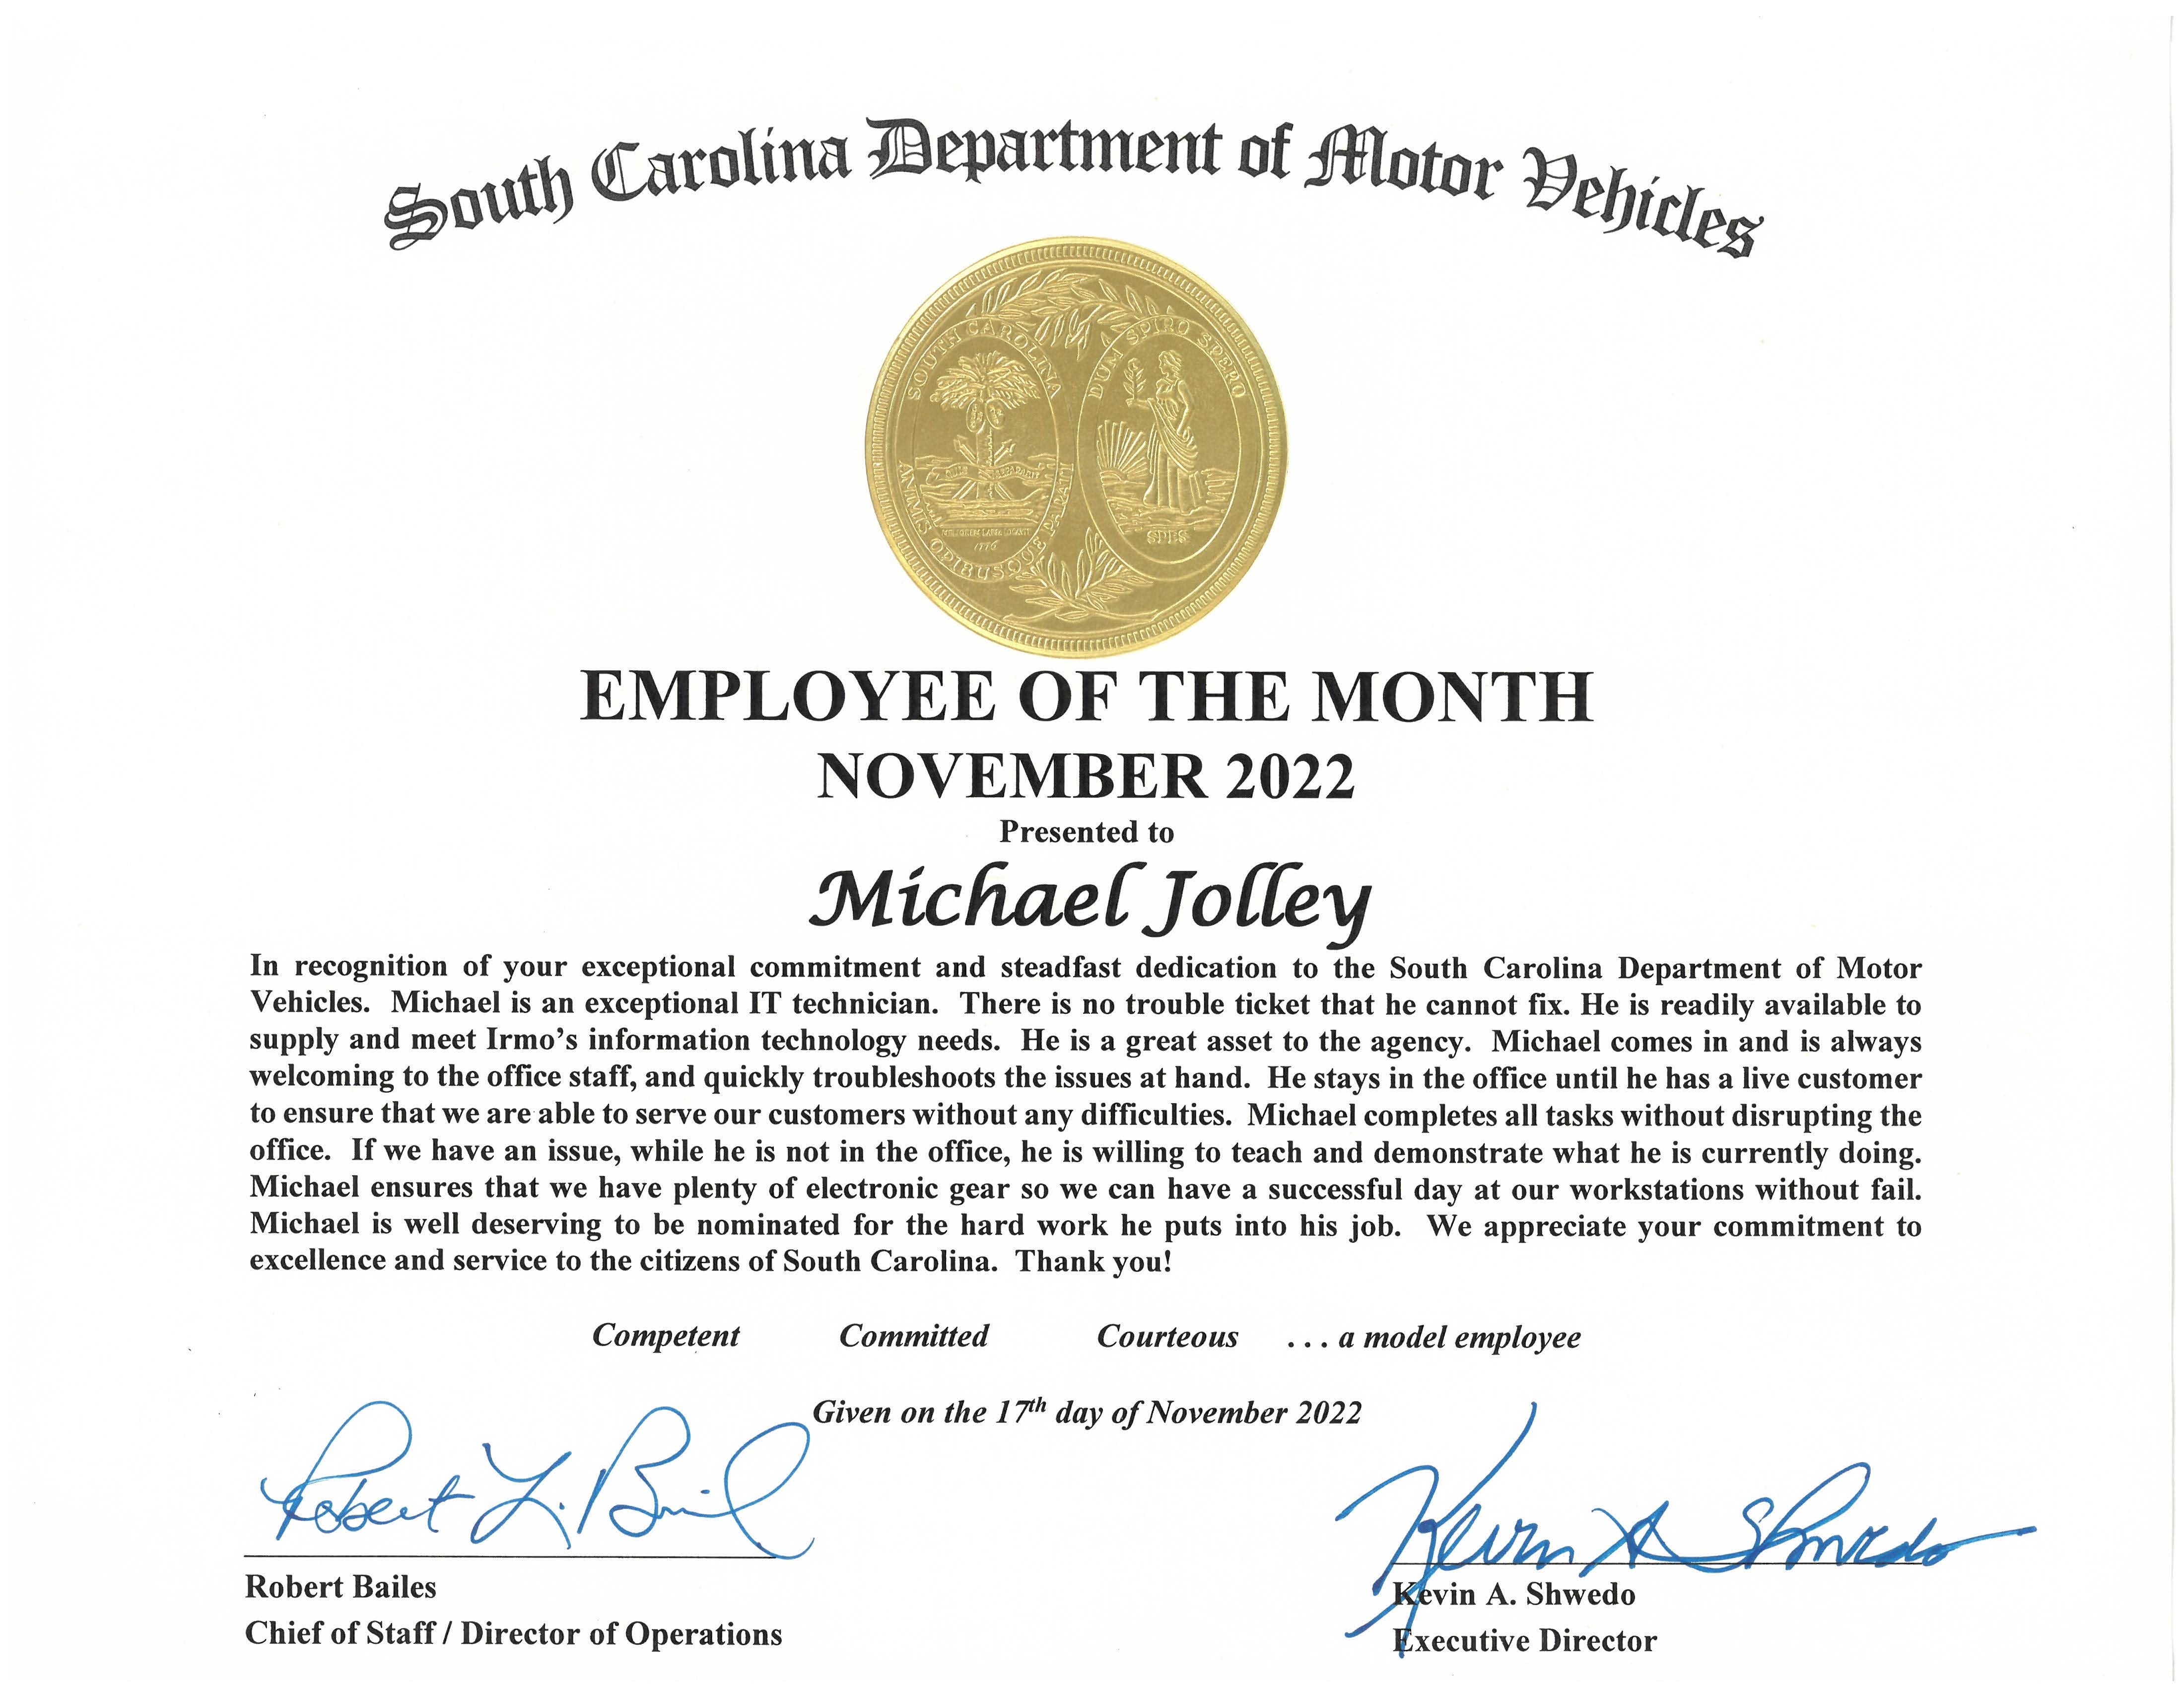 South Carolina Department of Motor Vehicles
SOUTH CAROLINA
DUM SPIRO SPERO
ANIMIS OPIBUSQUE PARATI
1776
SPES
EMPLOYEE OF THE MONTH
NOVEMBER 2022
Presented to
Michael Jolley
In recognition of your exceptional commitment and steadfast dedication to the South Carolina Department of Motor
Vehicles. Michael is an exceptional IT technician. There is no trouble ticket that he cannot fix. He is readily available to
supply and meet Irmo's information technology needs. He is a great asset to the agency. Michael comes in and is always
welcoming to the office staff, and quickly troubleshoots the issues at hand. He stays in the office until he has a live customer
to ensure that we are able to serve our customers without any difficulties. Michael completes all tasks without disrupting the
office. If we have an issue, while he is not in the office, he is willing to teach and demonstrate what he is currently doing.
Michael ensures that we have plenty of electronic gear so we can have a successful day at our workstations without fail.
Michael is well deserving to be nominated for the hard work he puts into his job. We appreciate your commitment to
excellence and service to the citizens of South Carolina. Thank you!
Competent Committed Courteous . . . a model employee
Given on the 17th day of November 2022
Robert L. Bail
Kevin A Shwedo
Robert Bailes
Chief of Staff / Director of Operations
Kevin A. Shwedo
Executive Director